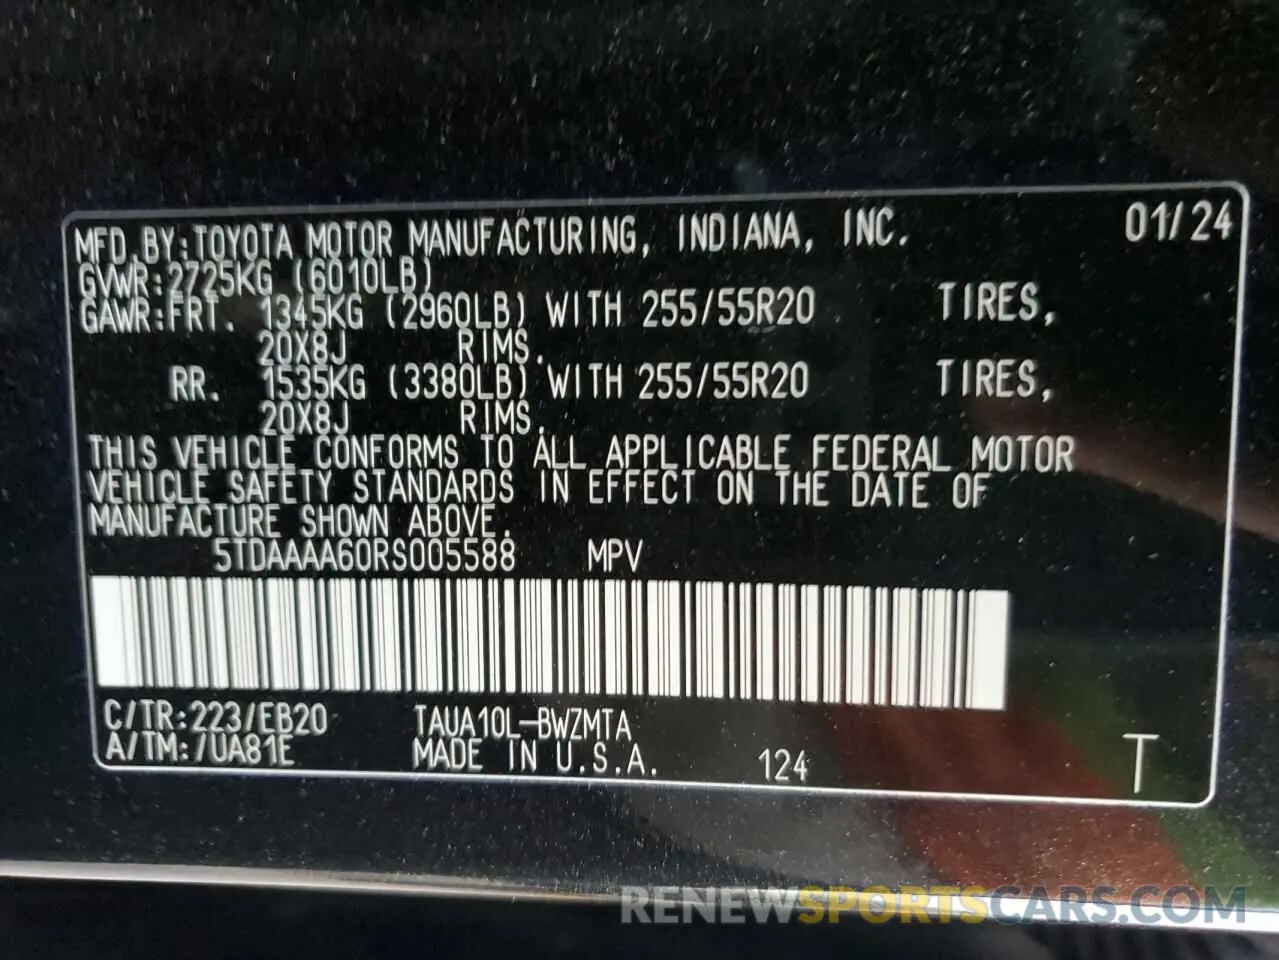 MFD.BY:TOYOTA MOTOR MANUFACTURING, INDIANA, INC. 01/24
GVWR:2725KG (6010LB)
GAWR:FRT. 1345KG (2960LB) WITH 255/55R20 TIRES,
20X8J RIMS.
RR. 1535KG (3380LB) WITH 255/55R20 TIRES,
20X8J RIMS.
THIS VEHICLE CONFORMS TO ALL APPLICABLE FEDERAL MOTOR
VEHICLE SAFETY STANDARDS IN EFFECT ON THE DATE OF
MANUFACTURE SHOWN ABOVE.
5TDAAAA60RS005588 MPV
C/TR:223/EB20 TAUA10L-BWZMTA
A/TM:/UA81E MADE IN U.S.A. 124 T
RENEWSPORTSCARS.COM